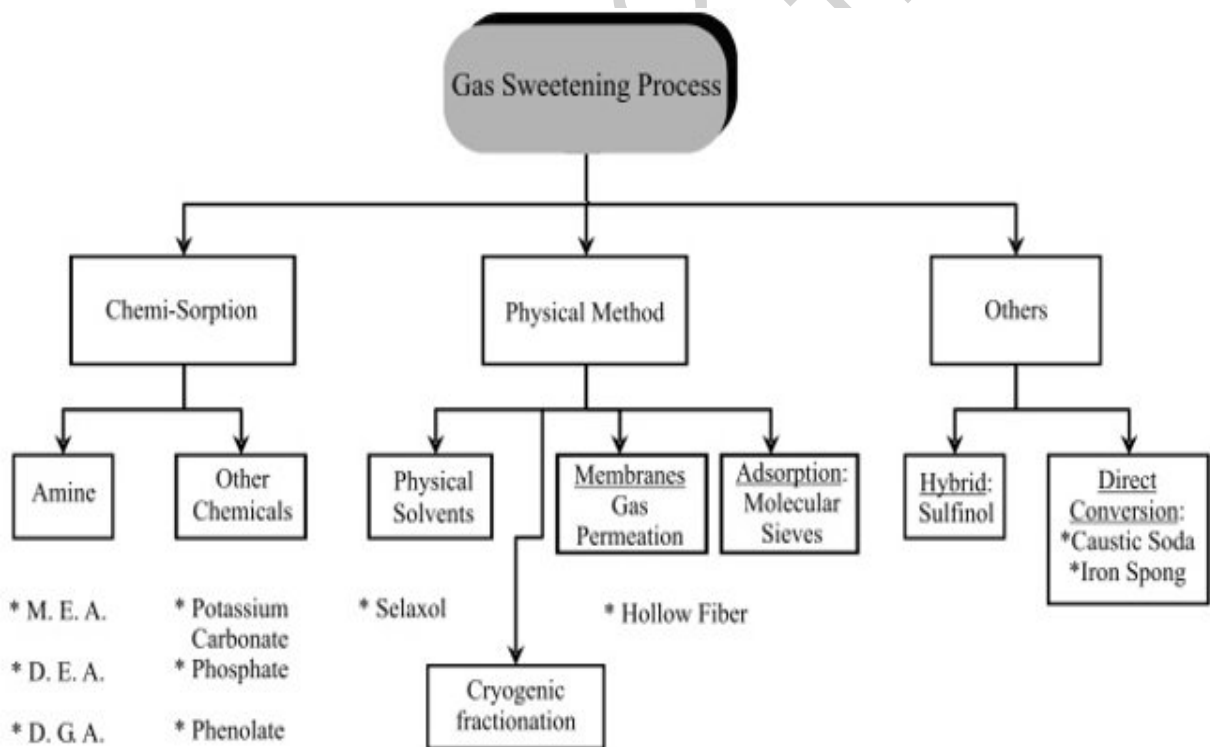 Gas Sweetening Process
Chemi-Sorption
Physical Method
Others
Amine
Other
Chemicals
Physical
Solvents
Membranes
Gas
Permeation
Adsorption:
Molecular
Sieves
Hybrid:
Sulfinol
Direct
Conversion:
*Caustic Soda
*Iron Spong
* M. E. A.
* D. E. A.
* D. G. A.
* Potassium
Carbonate
* Phosphate
* Phenolate
* Selaxol
* Hollow Fiber
Cryogenic
fractionation